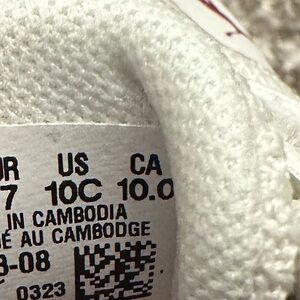 UR US CA
7 10C 10.0
IN CAMBODIA
É AU CAMBODGE
3-08
0323